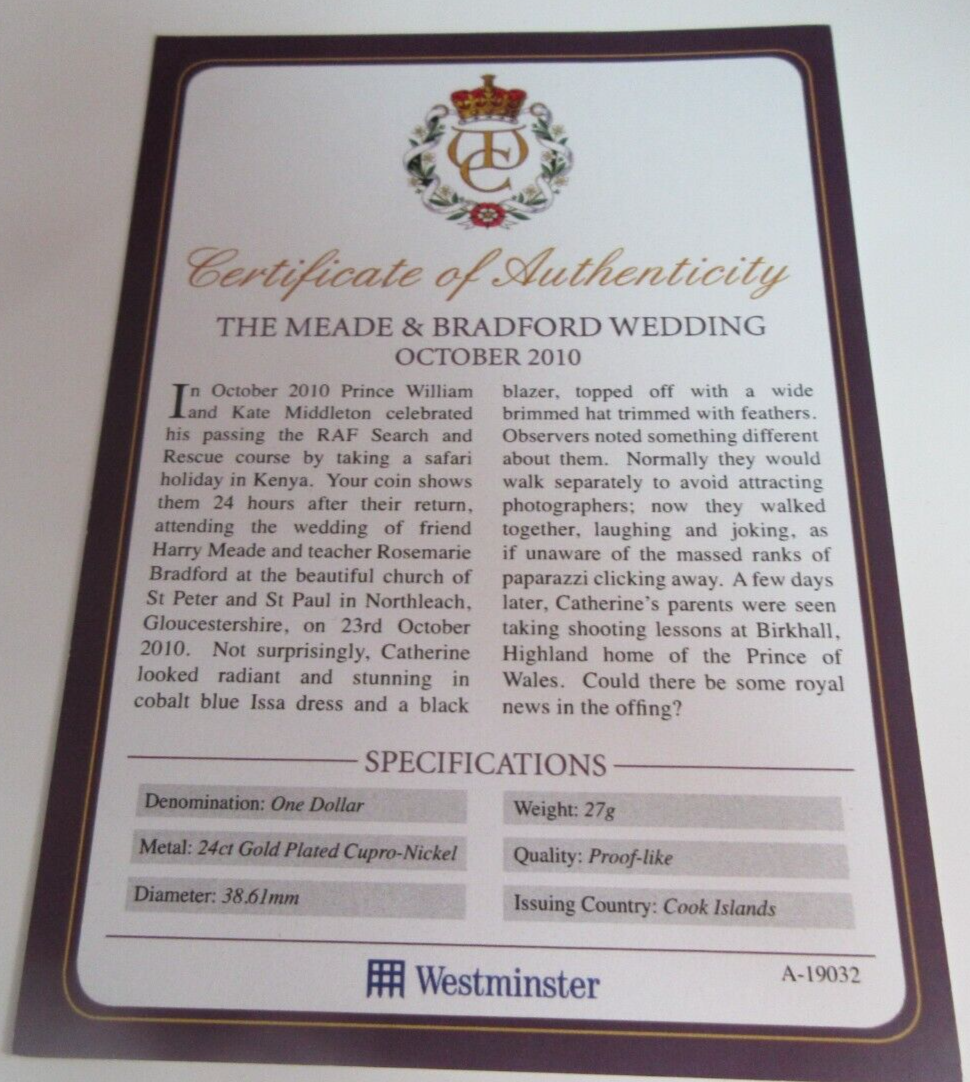 Certificate of Authenticity
THE MEADE & BRADFORD WEDDING
OCTOBER 2010
In October 2010 Prince William
and Kate Middleton celebrated
his passing the RAF Search and
Rescue course by taking a safari
holiday in Kenya. Your coin shows
them 24 hours after their return,
attending the wedding of friend
Harry Meade and teacher Rosemarie
Bradford at the beautiful church of
St Peter and St Paul in Northleach,
Gloucestershire, on 23rd October
2010. Not surprisingly, Catherine
looked radiant and stunning in
cobalt blue Issa dress and a black
blazer, topped off with a wide
brimmed hat trimmed with feathers.
Observers noted something different
about them. Normally they would
walk separately to avoid attracting
photographers; now they walked
together, laughing and joking, as
if unaware of the massed ranks of
paparazzi clicking away. A few days
later, Catherine's parents were seen
taking shooting lessons at Birkhall,
Highland home of the Prince of
Wales. Could there be some royal
news in the offing?
SPECIFICATIONS
Denomination: One Dollar
Metal: 24ct Gold Plated Cupro-Nickel
Diameter: 38.61mm
Weight: 27g
Quality: Proof-like
Issuing Country: Cook Islands
Westminster
A-19032